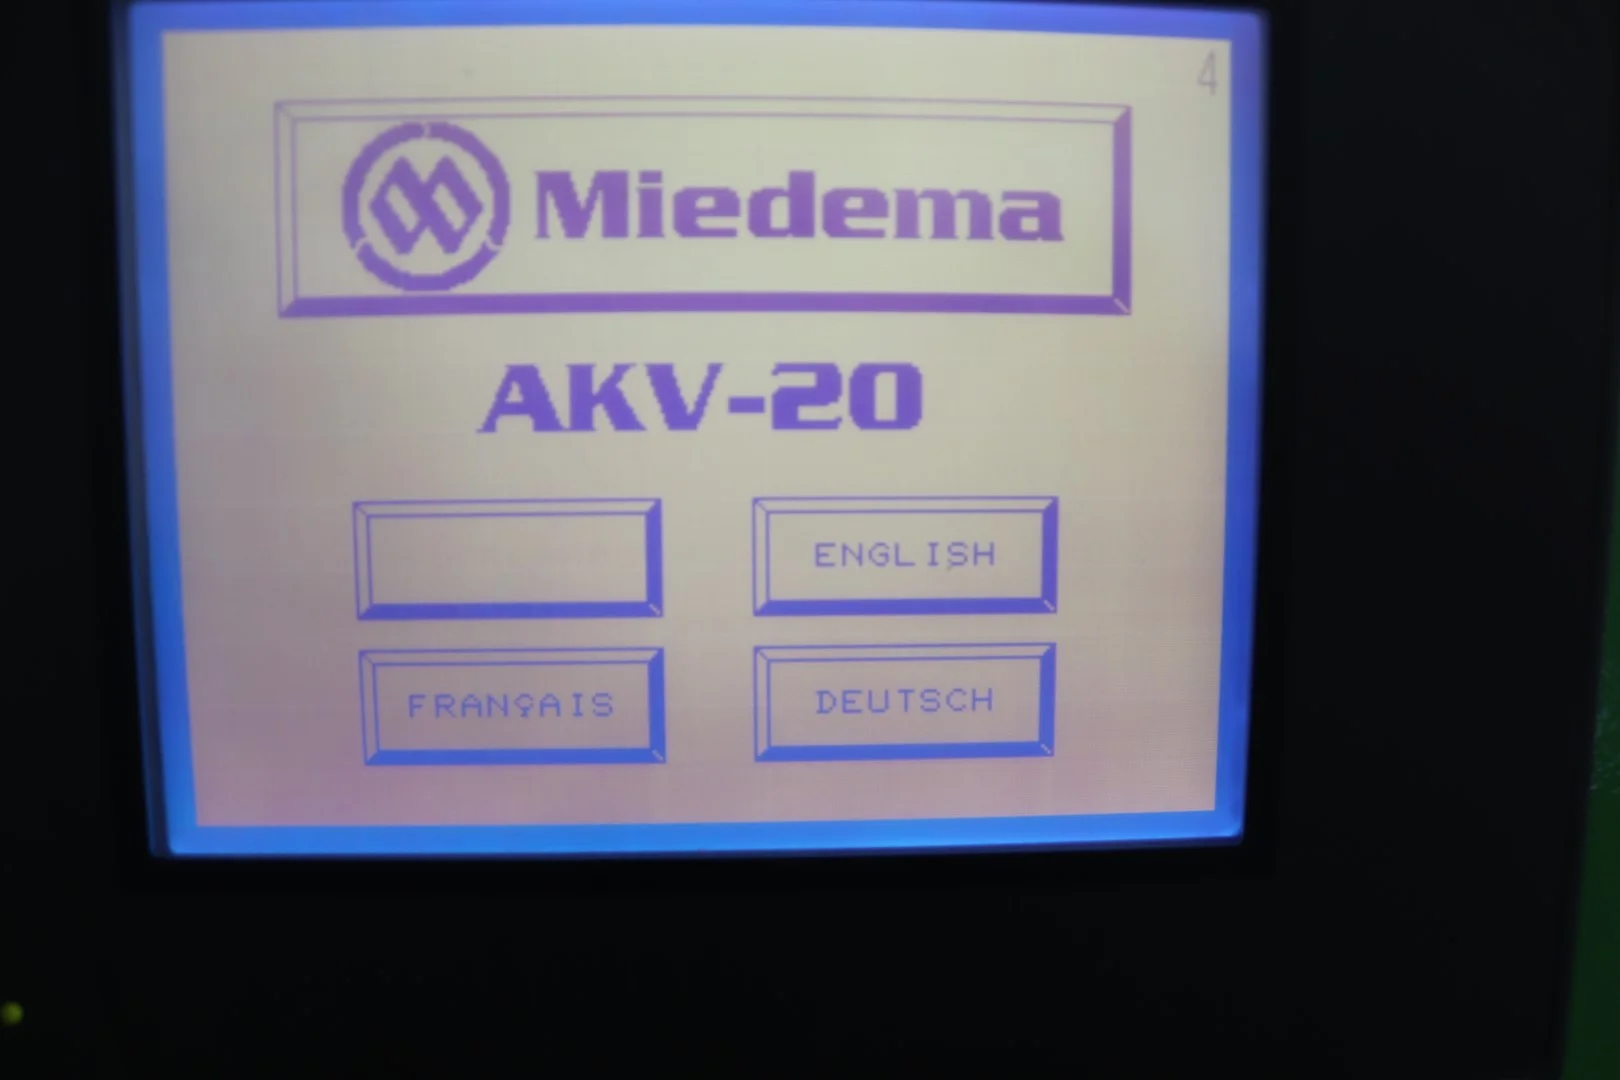 4
Miedema
AKV-20
ENGLISH
FRANÇAIS
DEUTSCH